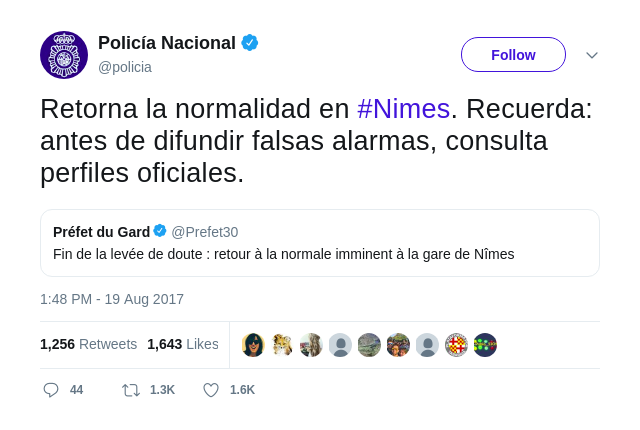 Policía Nacional
@policia
Follow
Retorna la normalidad en #Nimes. Recuerda:
antes de difundir falsas alarmas, consulta
perfiles oficiales.
Préfet du Gard @Prefet30
Fin de la levée de doute : retour à la normale imminent à la gare de Nîmes
1:48 PM - 19 Aug 2017
1,256 Retweets 1,643 Likes
44 1.3K 1.6K